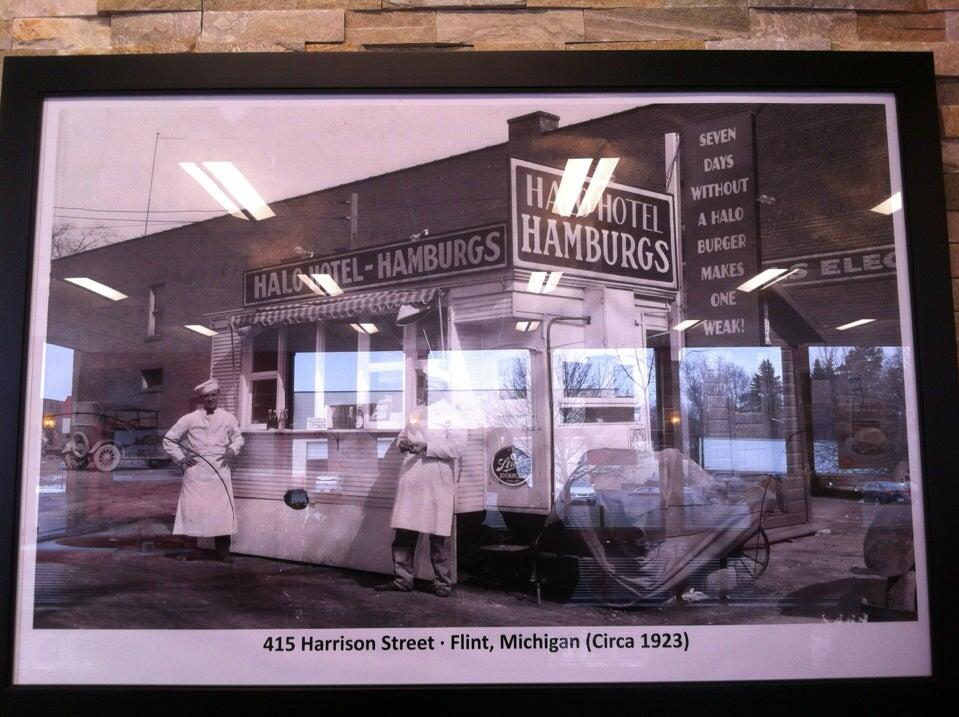 HALO HOTEL-HAMBURGS
HALO HOTEL
HAMBURGS
SEVEN
DAYS
WITHOUT
A HALO
BURGER
MAKES
ONE
WEAK!
S ELEC
415 Harrison Street · Flint, Michigan (Circa 1923)